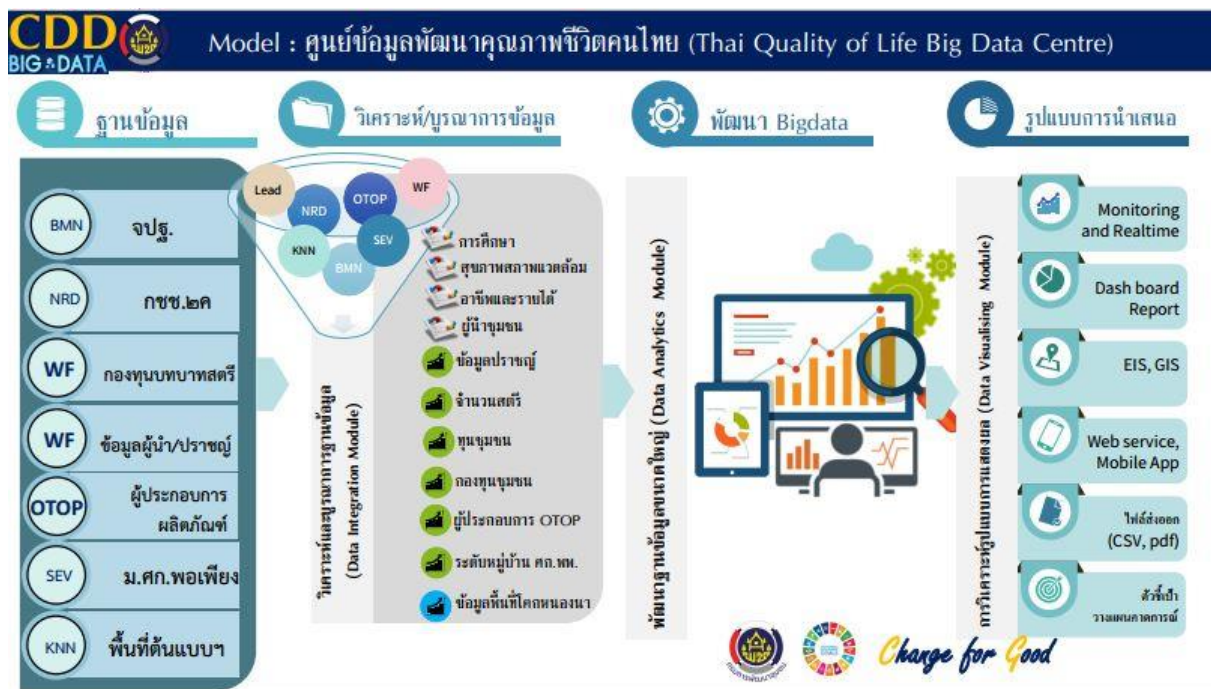 CDD
BIG DATA
Model : ศูนย์ข้อมูลพัฒนาคุณภาพชีวิตคนไทย (Thai Quality of Life Big Data Centre)
ฐานข้อมูล
BMN จปฐ.
NRD กชช.๒ค
WF กองทุนบทบาทสตรี
WF ข้อมูลผู้นำ/ปราชญ์
OTOP ผู้ประกอบการ
ผลิตภัณฑ์
SEV ม.ศก.พอเพียง
KNN พื้นที่ต้นแบบฯ
วิเคราะห์/บูรณาการข้อมูล
Lead
NRD
OTOP
WF
KNN
BMN
SEV
วิเคราะห์และบูรณาการฐานข้อมูล
(Data Integration Module)
การศึกษา
สุขภาพสภาพแวดล้อม
อาชีพและรายได้
ผู้นำชุมชน
ข้อมูลปราชญ์
จำนวนสตรี
ทุนชุมชน
กองทุนชุมชน
ผู้ประกอบการ OTOP
ระดับหมู่บ้าน ศก.พพ.
ข้อมูลพื้นที่โคกหนองนา
พัฒนา Bigdata
พัฒนาฐานข้อมูลขนาดใหญ่ (Data Analytics Module)
รูปแบบการนำเสนอ
การวิเคราะห์รูปแบบการแสดงผล (Data Visualising Module)
Monitoring
and Realtime
Dash board
Report
EIS, GIS
Web service,
Mobile App
ไฟล์ส่งออก
(CSV, pdf)
ตัวชี้เป้า
วางแผนคาดการณ์
Change for Good